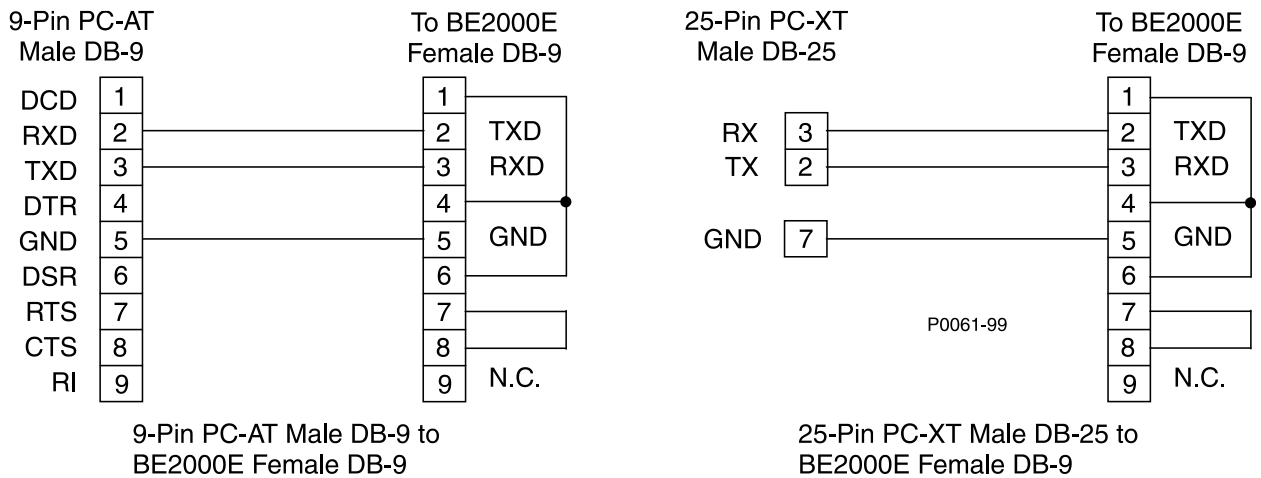 9-Pin PC-AT
Male DB-9
To BE2000E
Female DB-9
DCD 1 1
RXD 2 2 TXD
TXD 3 3 RXD
DTR 4 4
GND 5 5 GND
DSR 6 6
RTS 7 7
CTS 8 8
RI 9 9 N.C.
9-Pin PC-AT Male DB-9 to
BE2000E Female DB-9
25-Pin PC-XT
Male DB-25
To BE2000E
Female DB-9
1
RX 3 2 TXD
TX 2 3 RXD
4
GND 7 5 GND
6
7
P0061-99
8
9 N.C.
25-Pin PC-XT Male DB-25 to
BE2000E Female DB-9